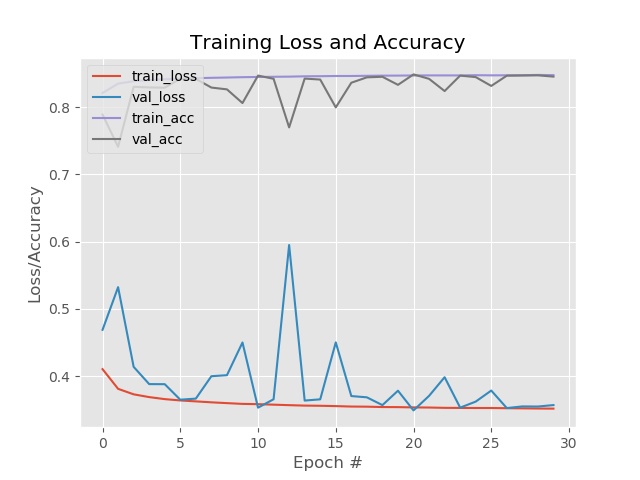 Training Loss and Accuracy
train_loss
val_loss
train_acc
val_acc
Loss/Accuracy
0.8
0.7
0.6
0.5
0.4
0 5 10 15 20 25 30
Epoch #